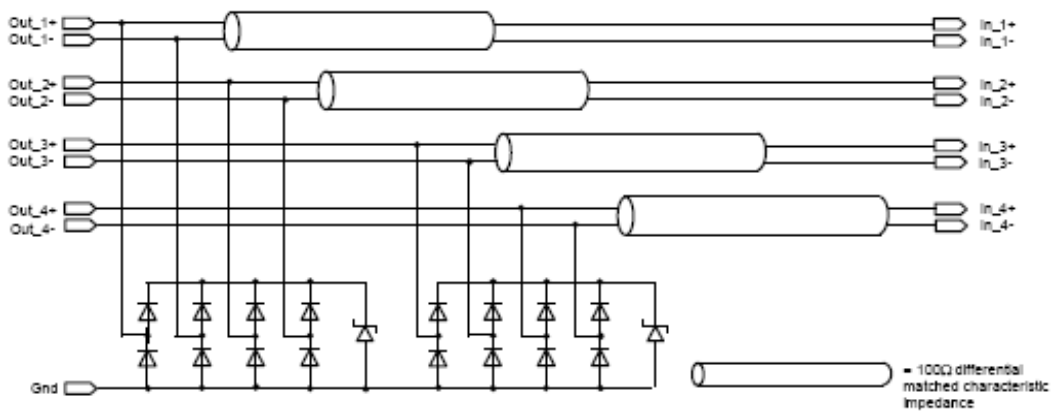 Out_1+
In_1+
Out_1-
In_1-
Out_2+
In_2+
Out_2-
In_2-
Out_3+
In_3+
Out_3-
In_3-
Out_4+
In_4+
Out_4-
In_4-
Gnd
= 100Ω differential
matched characteristic
impedance